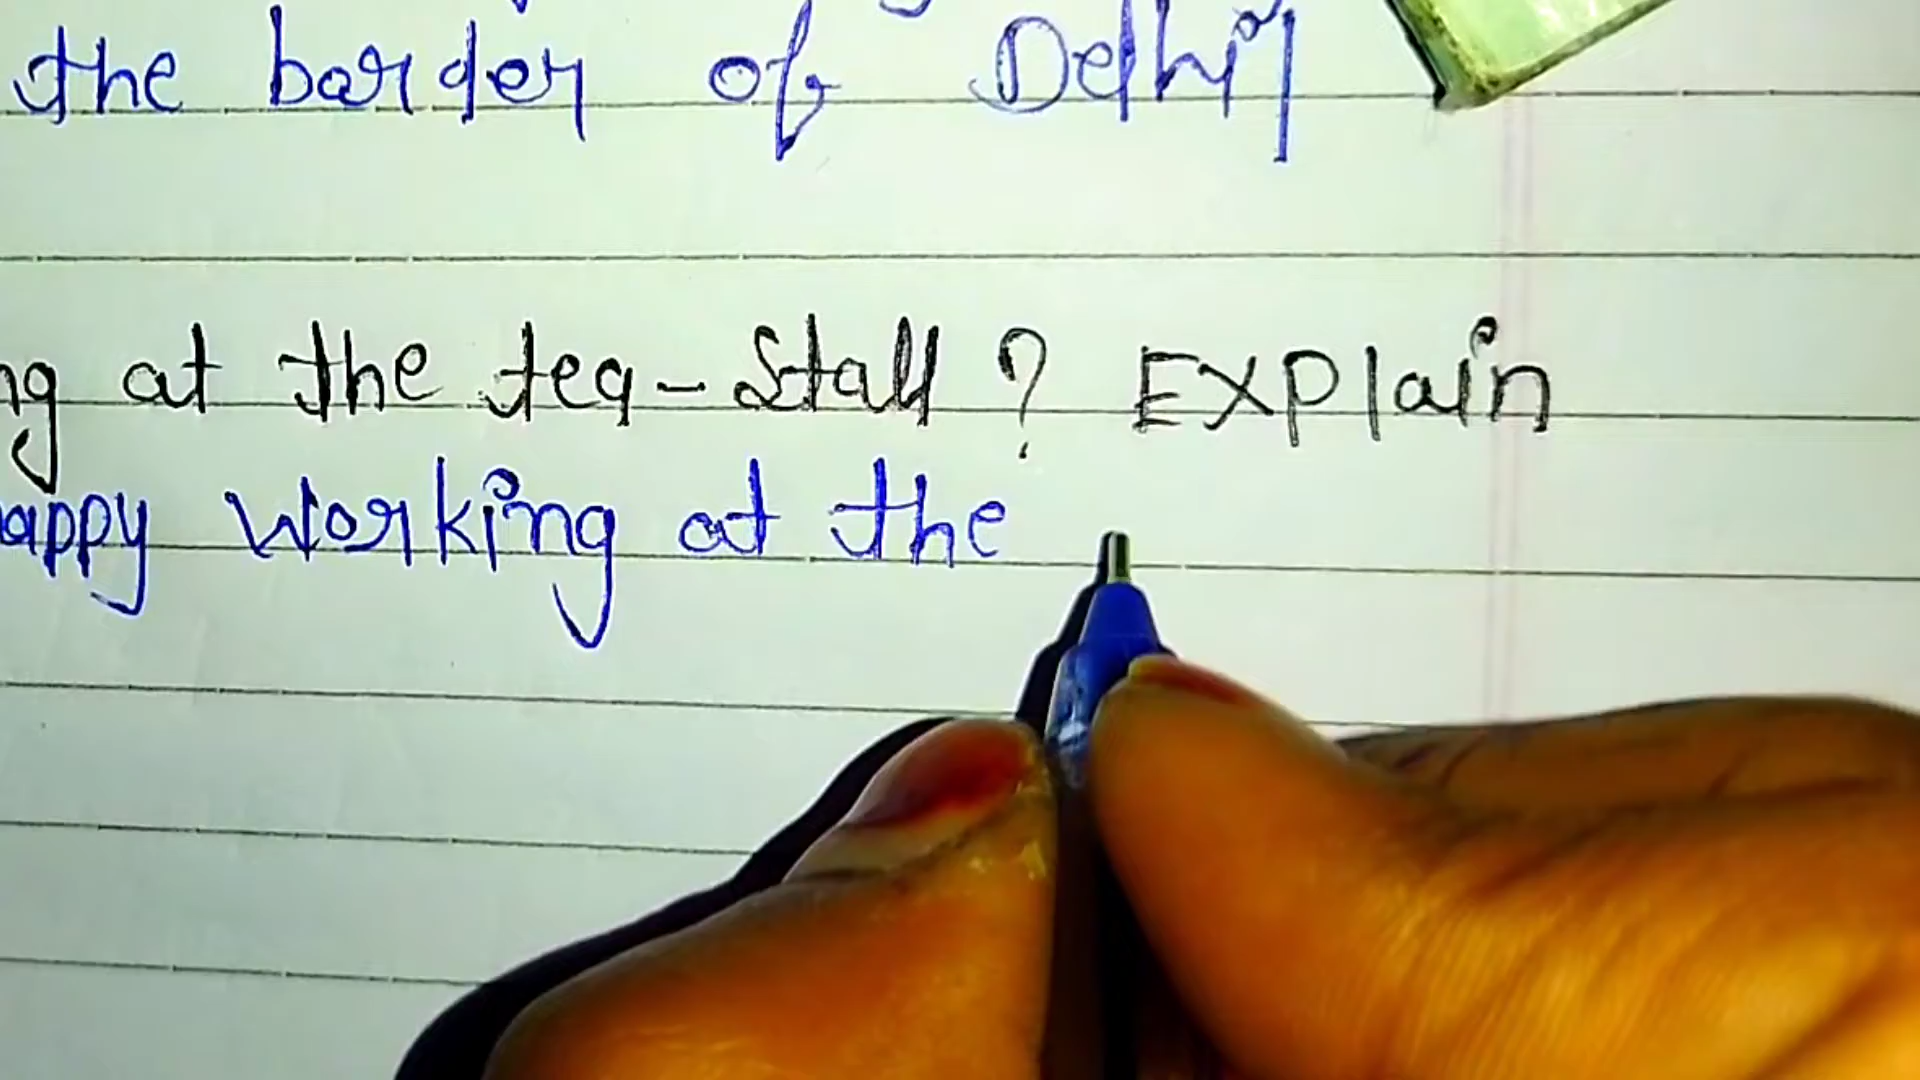 the border of Delhi
at the tea-Stall ? Explain
working at the